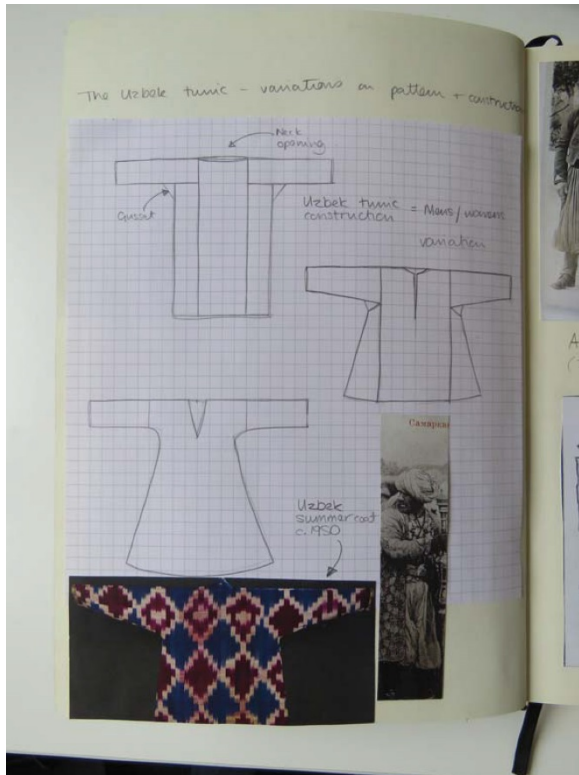 The Uzbek tunic - variations on pattern + construction
Neck
opening
Gusset
Uzbek tunic
construction = Mens/womens
variation
Самарка
Uzbek
summer coat
c.1950
A
(